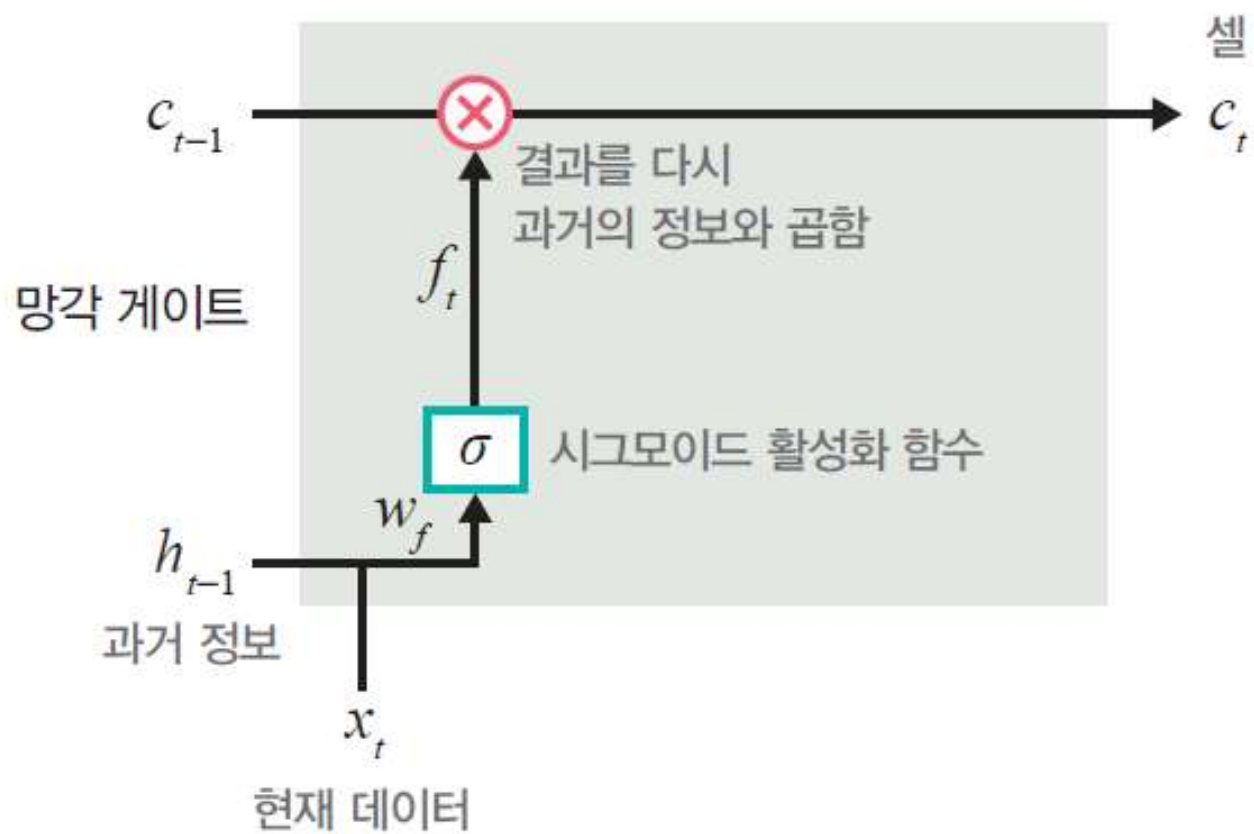 셀
c_{t-1}
c_t
결과를 다시
과거의 정보와 곱함
f_t
망각 게이트
σ
시그모이드 활성화 함수
w_f
h_{t-1}
과거 정보
x_t
현재 데이터